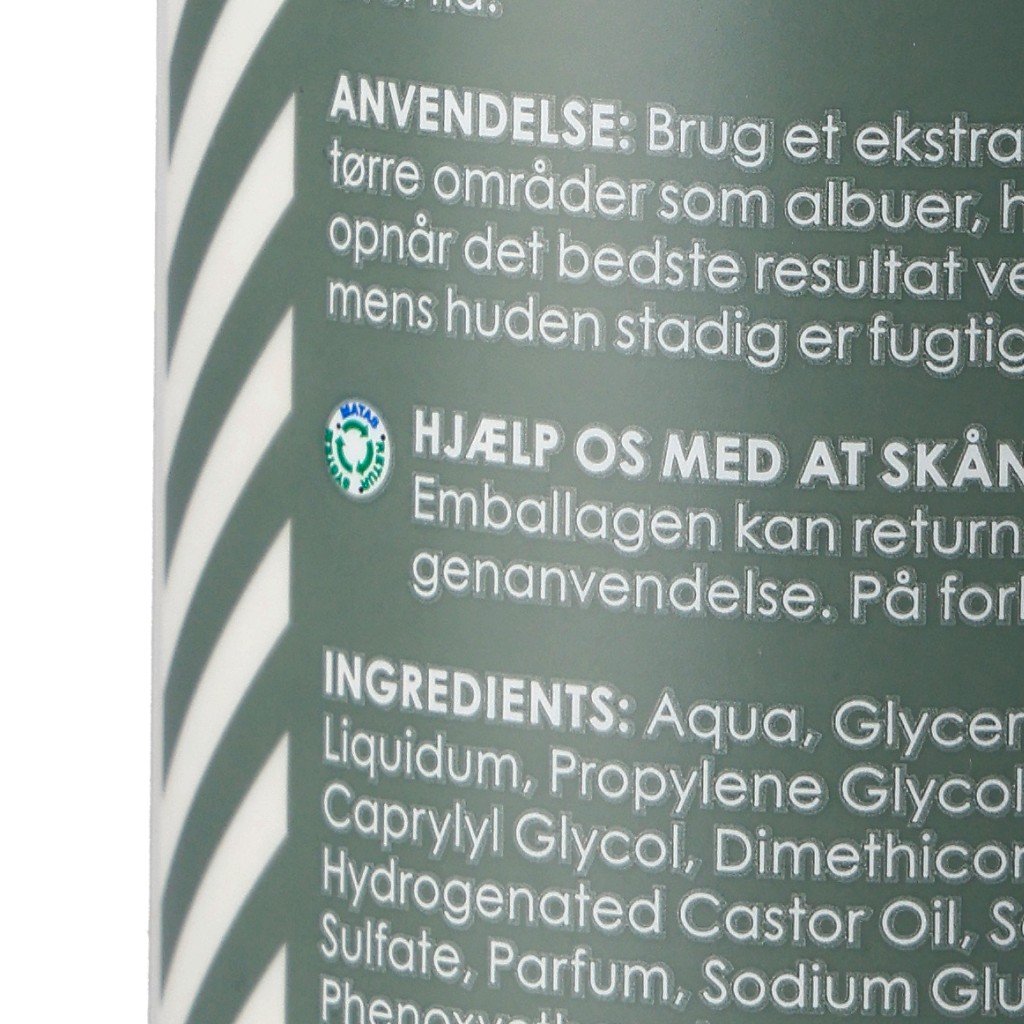 ANVENDELSE: Brug et ekstra
tørre områder som albuer, h
opnår det bedste resultat ve
mens huden stadig er fugtig
MATAS RETUR SYSTEM
HJÆLP OS MED AT SKÅN
Emballagen kan return
genanvendelse. På for
INGREDIENTS: Aqua, Glycer
Liquidum, Propylene Glycol
Caprylyl Glycol, Dimethicon
Hydrogenated Castor Oil, S
Sulfate, Parfum, Sodium Glu